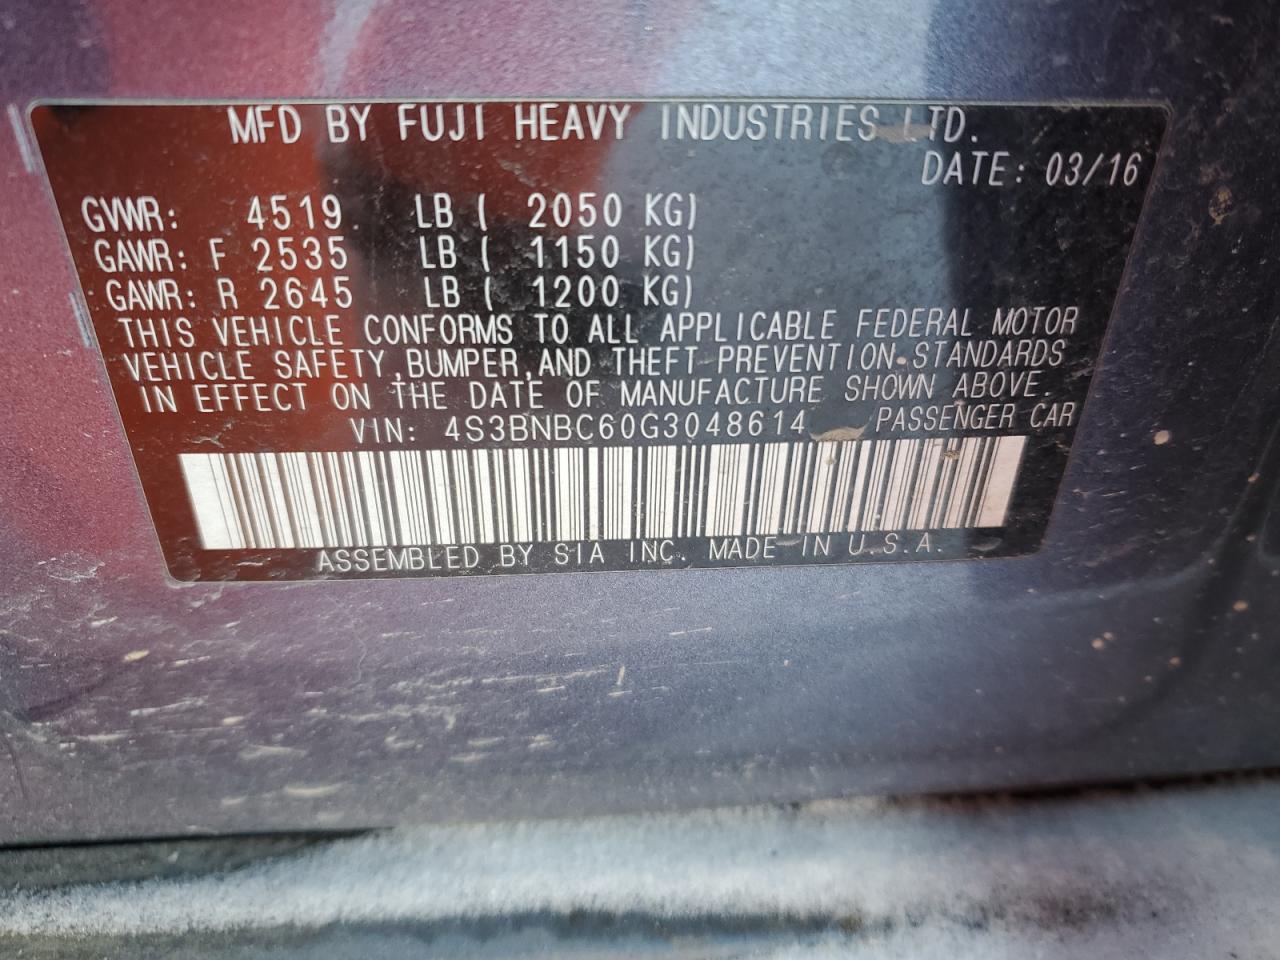 MFD BY FUJI HEAVY INDUSTRIES LTD.
DATE: 03/16
GVWR: 4519 LB ( 2050 KG)
GAWR: F 2535 LB ( 1150 KG)
GAWR: R 2645 LB ( 1200 KG)
THIS VEHICLE CONFORMS TO ALL APPLICABLE FEDERAL MOTOR
VEHICLE SAFETY, BUMPER, AND THEFT PREVENTION STANDARDS
IN EFFECT ON THE DATE OF MANUFACTURE SHOWN ABOVE.
VIN: 4S3BNBC60G3048614 PASSENGER CAR
ASSEMBLED BY SIA INC. MADE IN U.S.A.